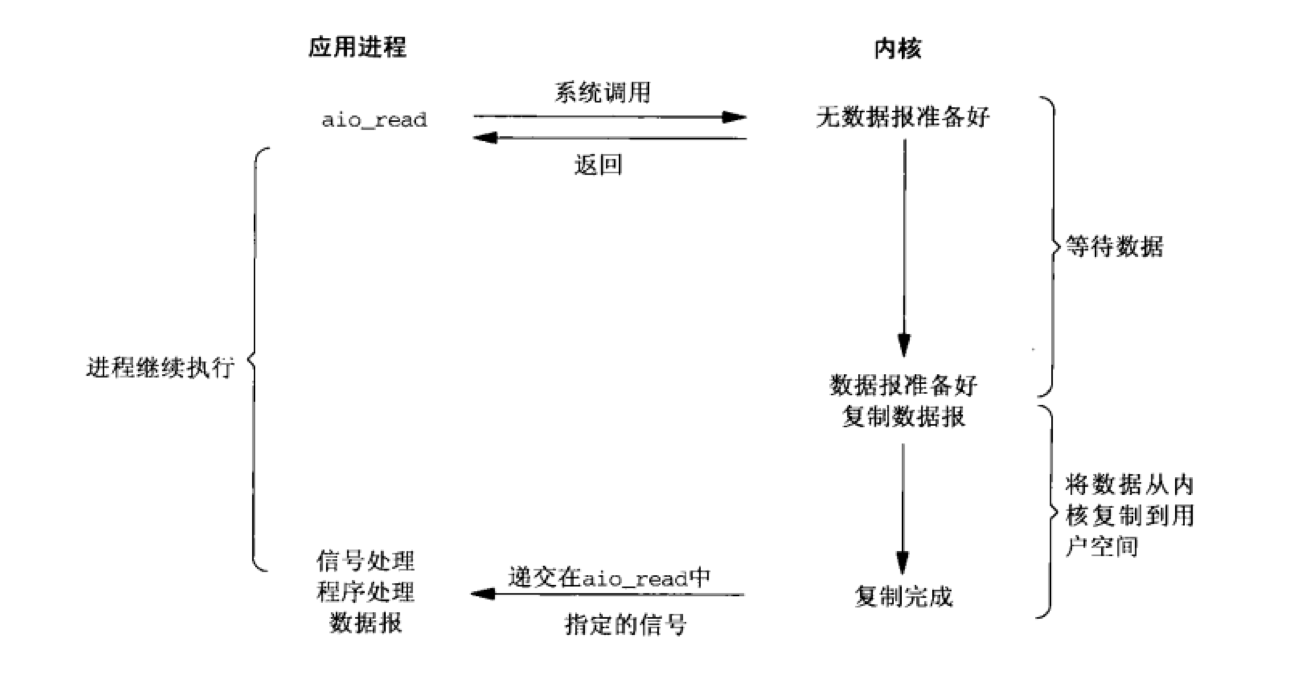 应用进程
内核
系统调用
aio_read
无数据报准备好
返回
等待数据
进程继续执行
数据报准备好
复制数据报
将数据从内
核复制到用
户空间
信号处理
程序处理
数据报
递交在aio_read中
指定的信号
复制完成